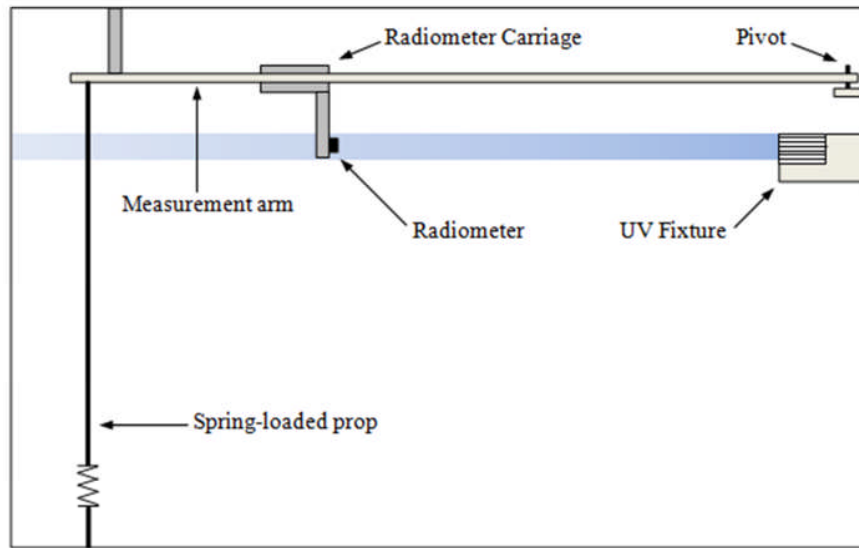 Radiometer Carriage
Pivot
Measurement arm
Radiometer
UV Fixture
Spring-loaded prop